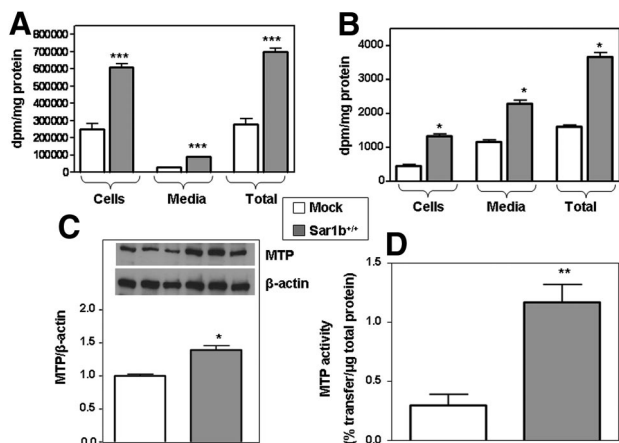 A
dpm/mg protein
800000
700000
600000
500000
400000
300000
200000
100000
0
***
***
***
Cells Media Total
B
dpm/mg protein
4000
3000
2000
1000
0
*
*
*
Cells Media Total
Mock
Sar1b+/+
C
MTP
β-actin
MTP/β-actin
2.0
1.5
1.0
0.5
0.0
*
D
MTP activity
(% transfer/µg total protein)
1.5
1.0
0.5
0.0
**